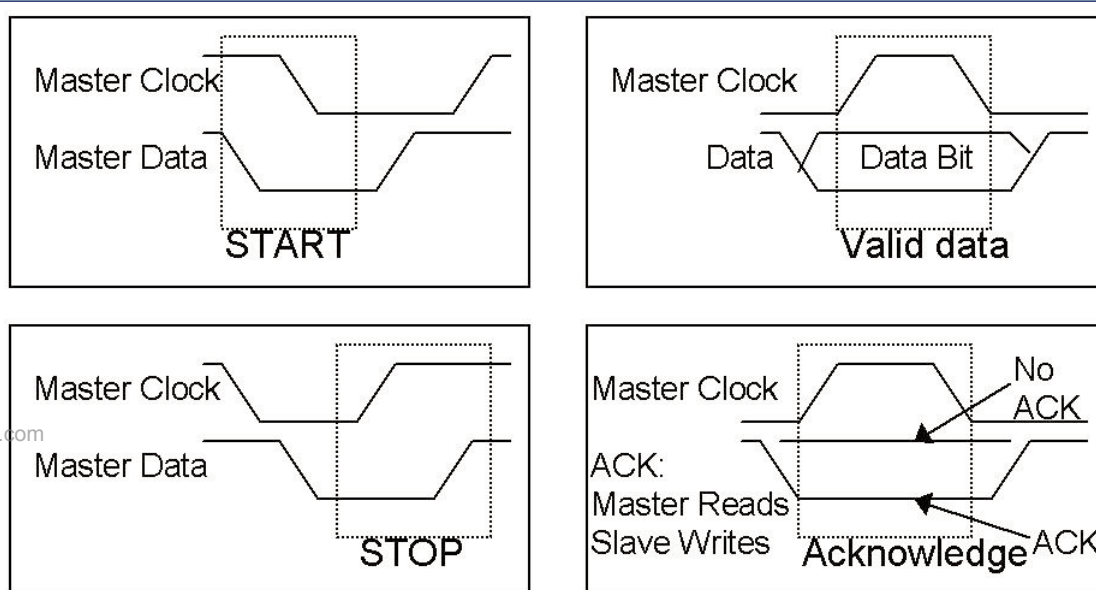 Master Clock
Master Data
START
Master Clock
Data
Data Bit
Valid data
Master Clock
Master Data
STOP
.com
Master Clock
No
ACK
ACK:
Master Reads
Slave Writes
Acknowledge
ACK